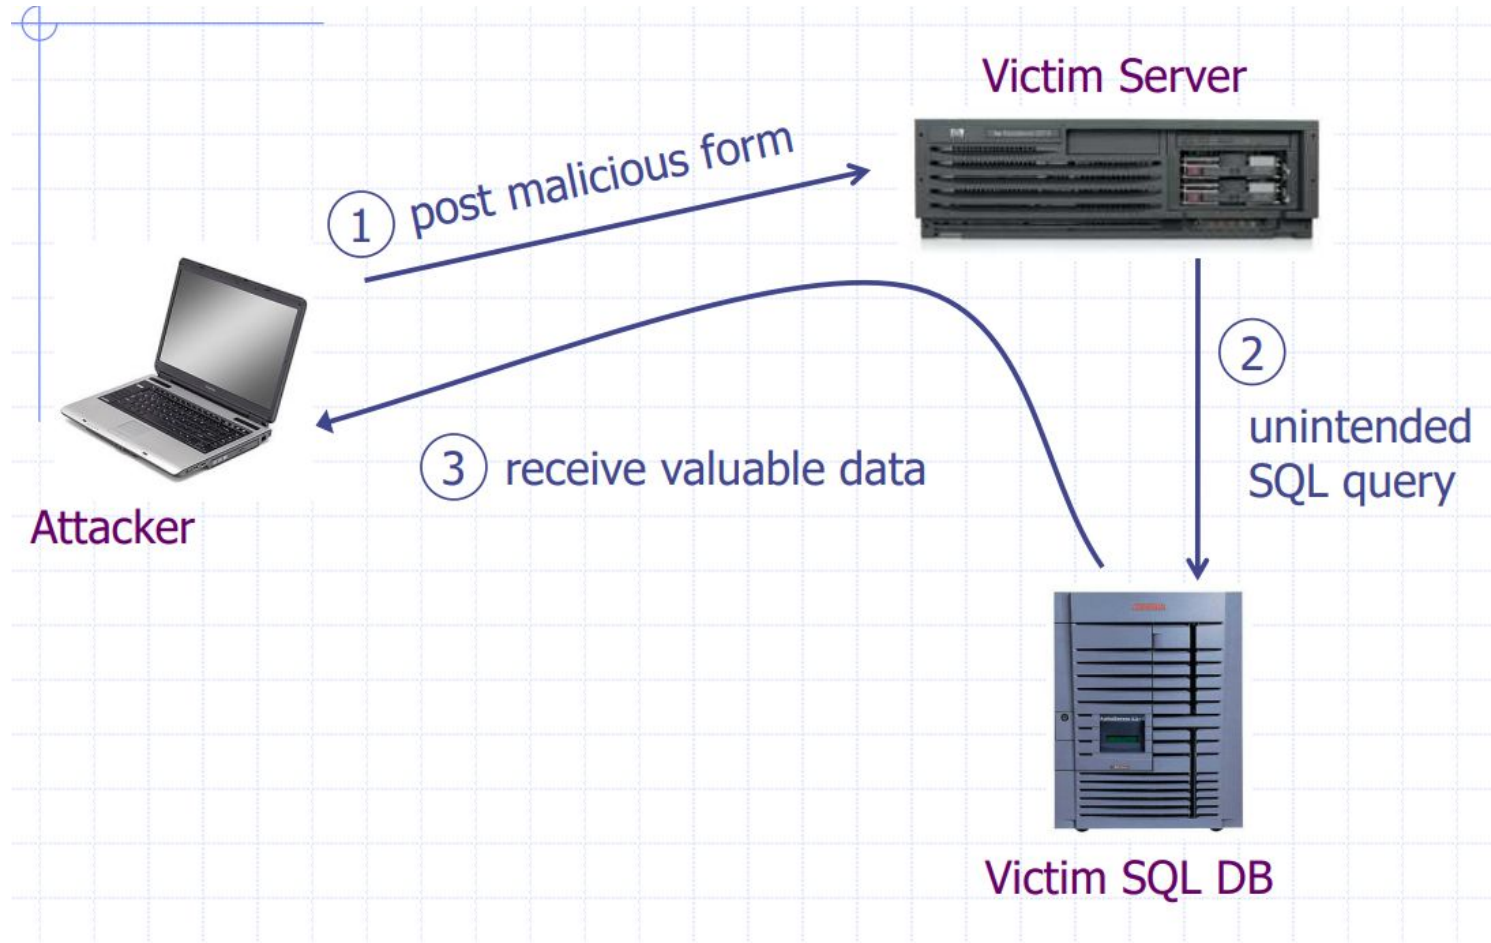 Victim Server
1 post malicious form
2
unintended
SQL query
3 receive valuable data
Attacker
Victim SQL DB